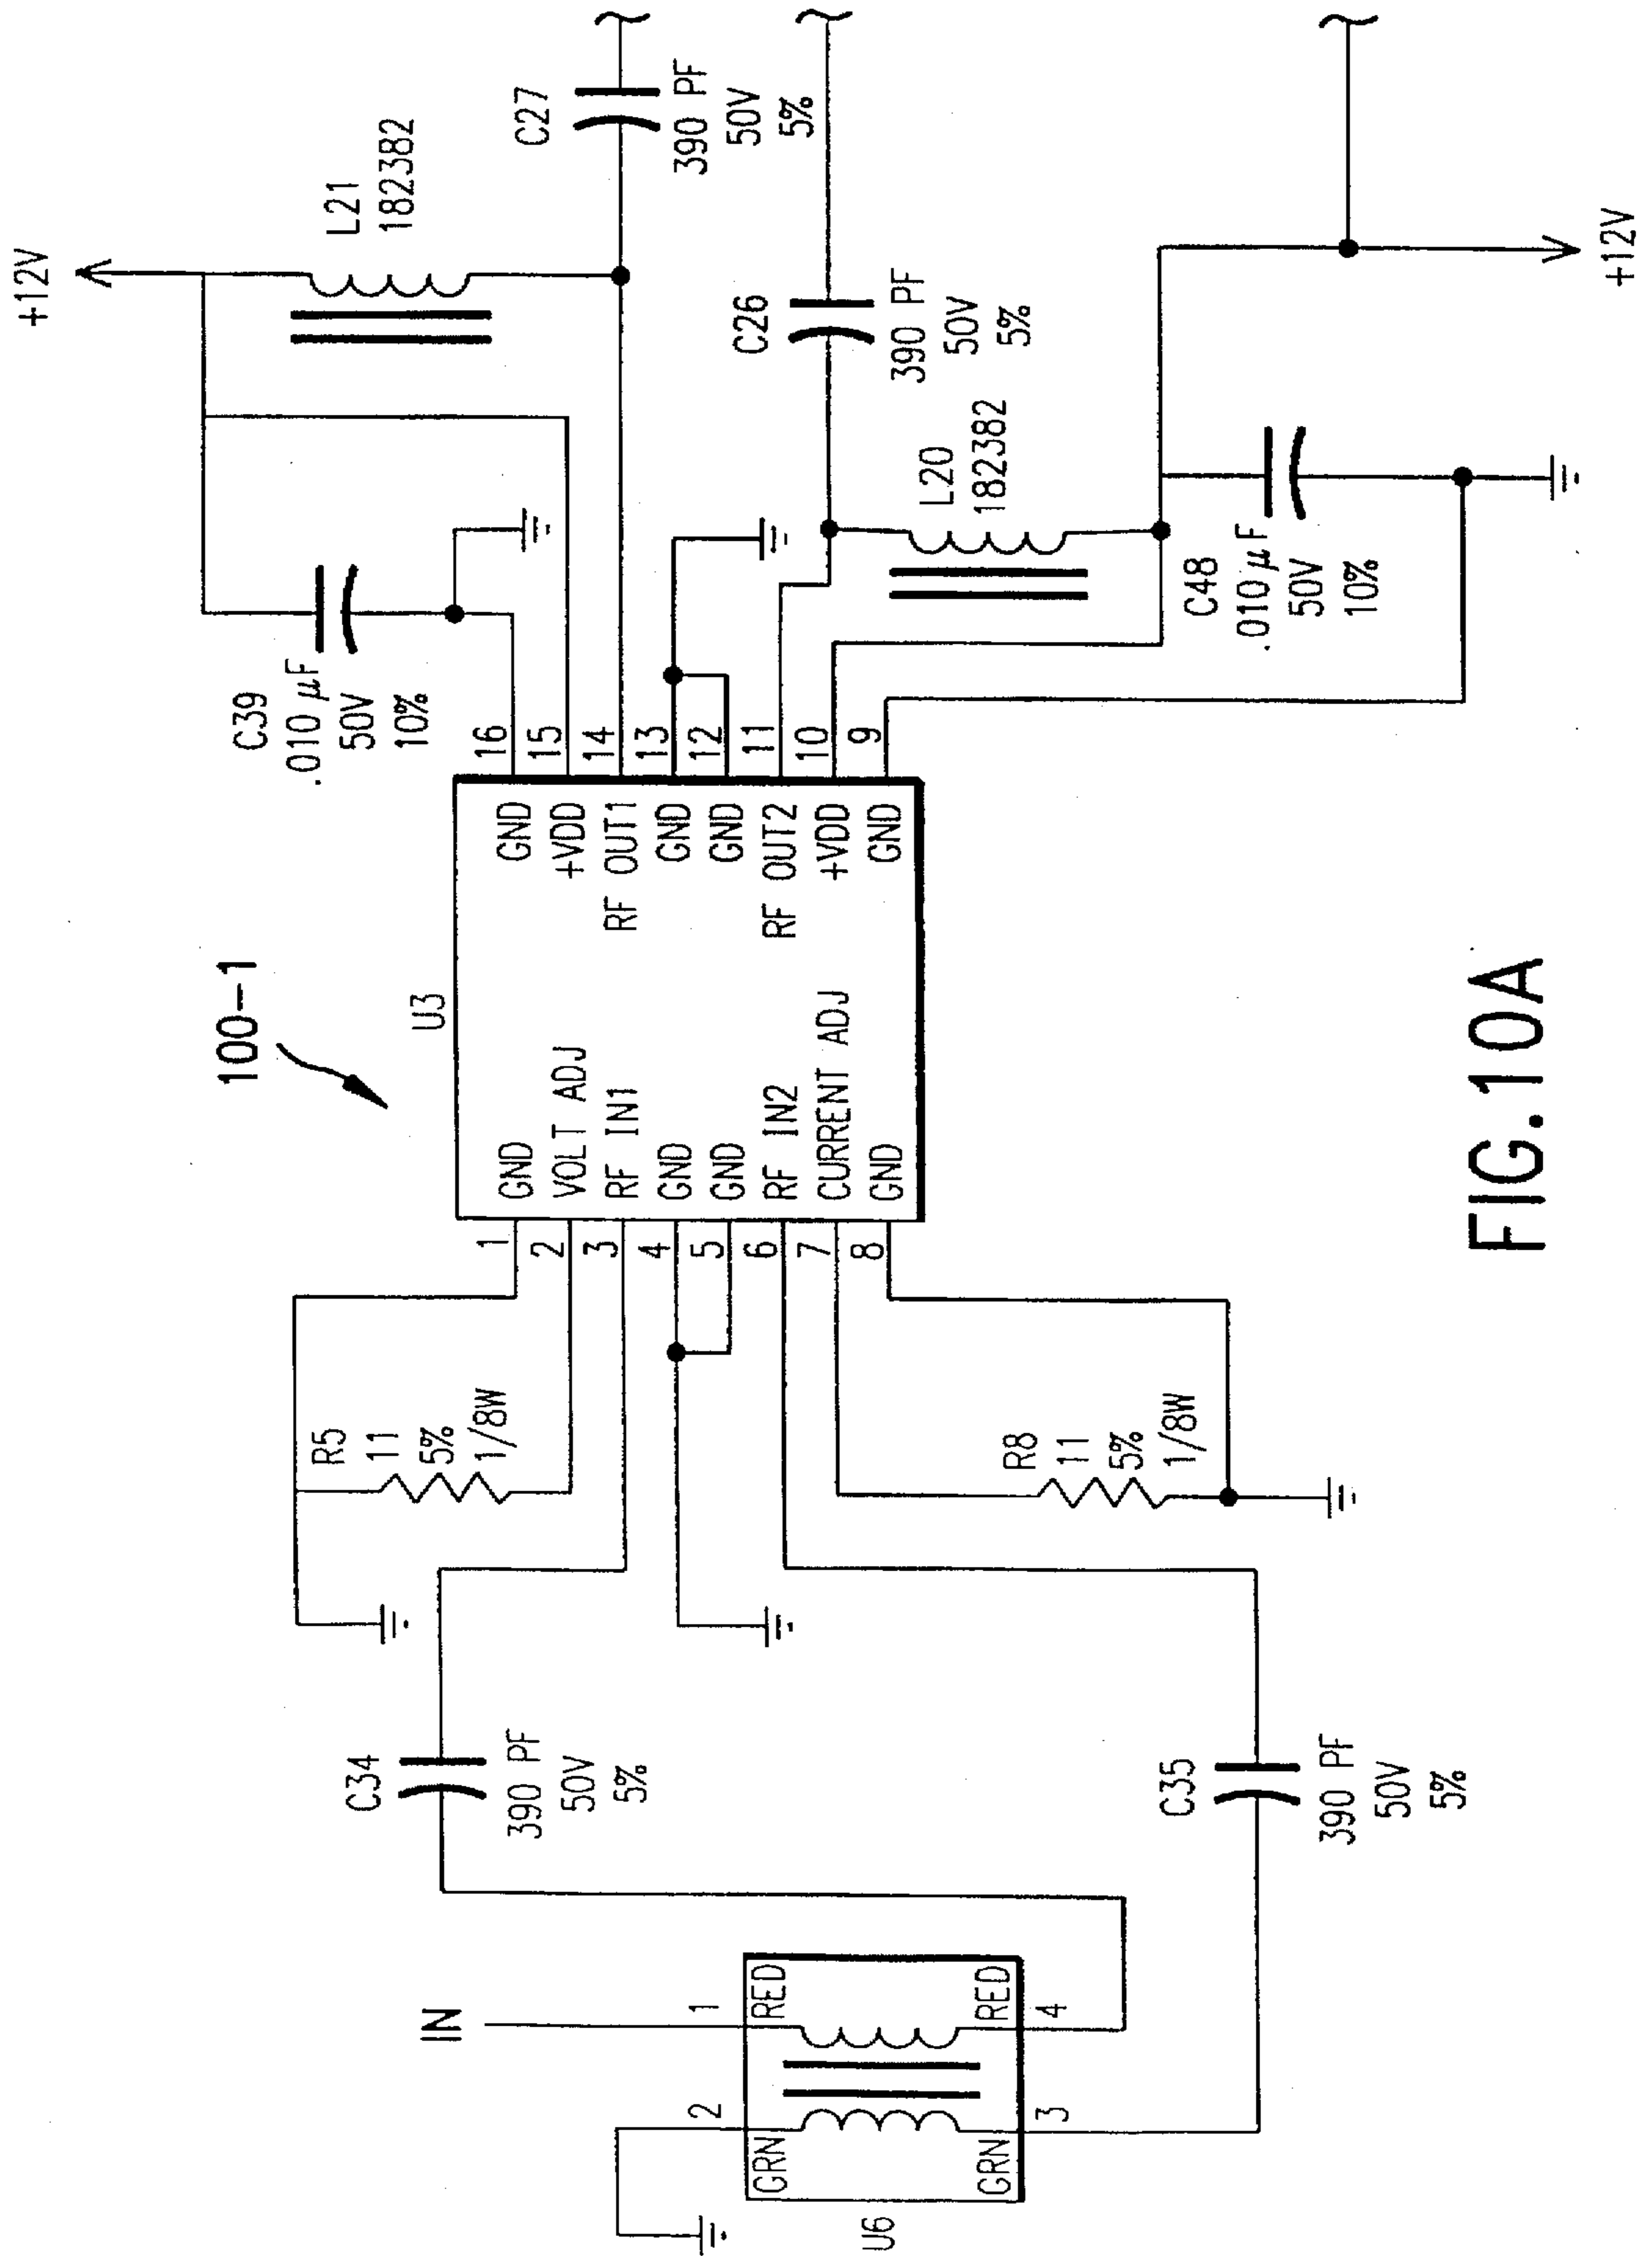 +12V
L21
182382
C27
390 PF
50V
5%
C39
.010 μF
50V
10%
C26
390 PF
50V
5%
L20
182382
C48
.010 μF
50V
10%
+12V
16
15
14
13
12
11
10
9
100-1
U3
GND
+VDD
RF OUT1
GND
GND
RF OUT2
+VDD
GND
GND
VOLT ADJ
RF IN1
GND
GND
RF IN2
CURRENT ADJ
GND
1
2
3
4
5
6
7
8
R5
11
5%
1/8W
R8
11
5%
1/8W
C34
390 PF
50V
5%
C35
390 PF
50V
5%
IN
1
RED
RED
4
2
GRN
GRN
3
U6
FIG.10A